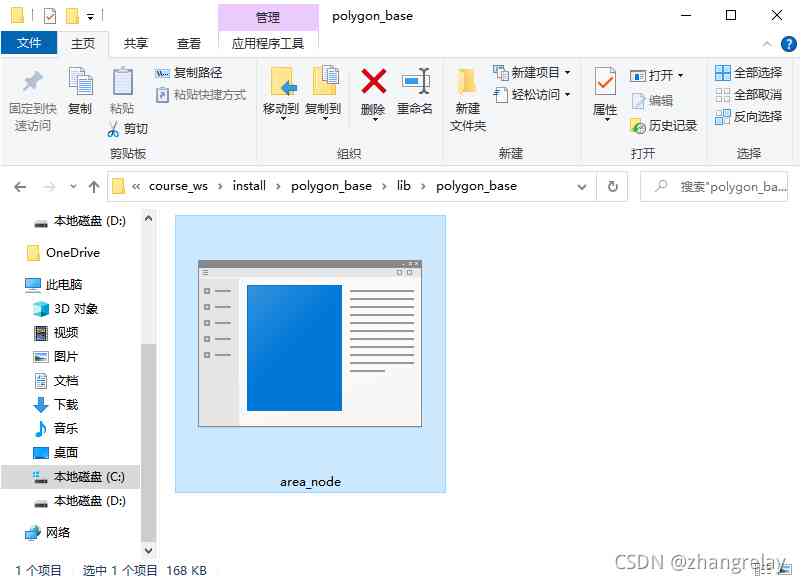 管理
polygon_base
文件
主页
共享
查看
应用程序工具
固定到快
速访问
复制
粘贴
复制路径
粘贴快捷方式
剪切
剪贴板
移动到
复制到
删除
重命名
组织
新建
文件夹
新建项目
轻松访问
新建
属性
打开
编辑
历史记录
打开
全部选择
全部取消
反向选择
选择
« course_ws › install › polygon_base › lib › polygon_base
搜索"polygon_ba...
本地磁盘 (D:)
OneDrive
此电脑
3D 对象
视频
图片
文档
下载
音乐
桌面
本地磁盘 (C:)
本地磁盘 (D:)
网络
area_node
1 个项目 选中 1 个项目 168 KB
CSDN @zhangrelay